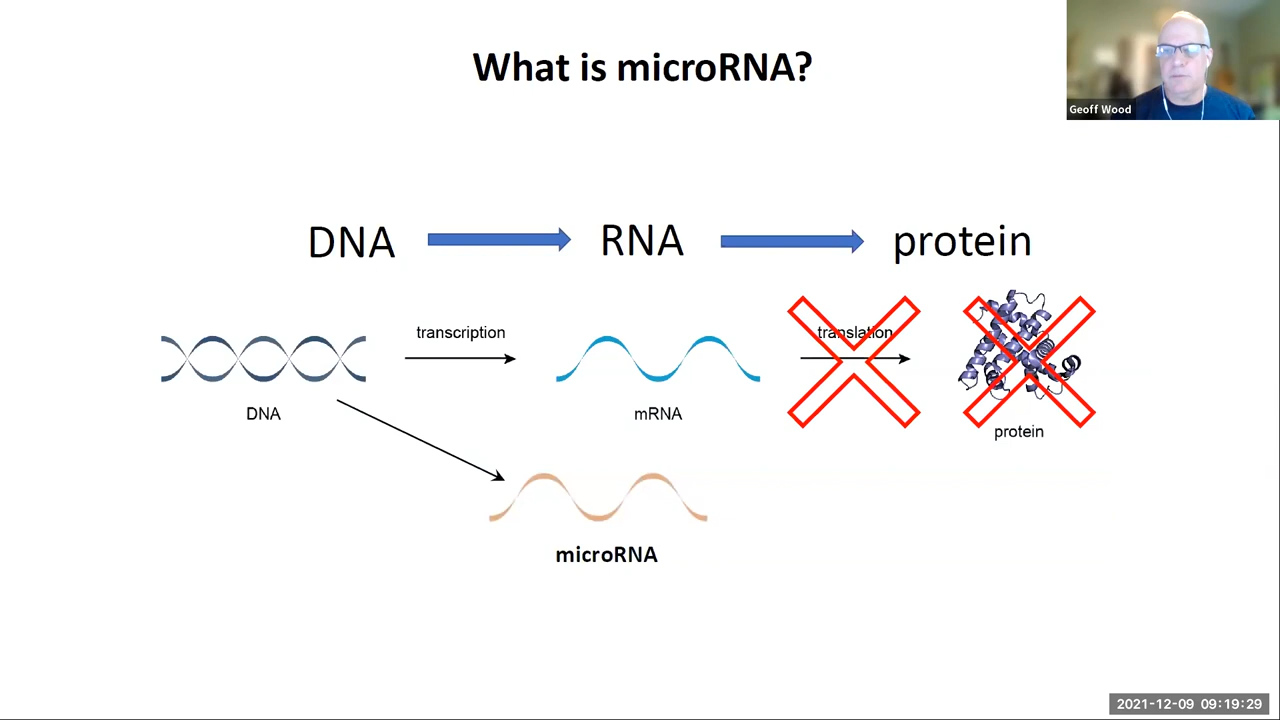 What is microRNA?
Geoff Wood
DNA RNA protein
transcription translation
DNA mRNA protein
microRNA
2021-12-09 09:19:29